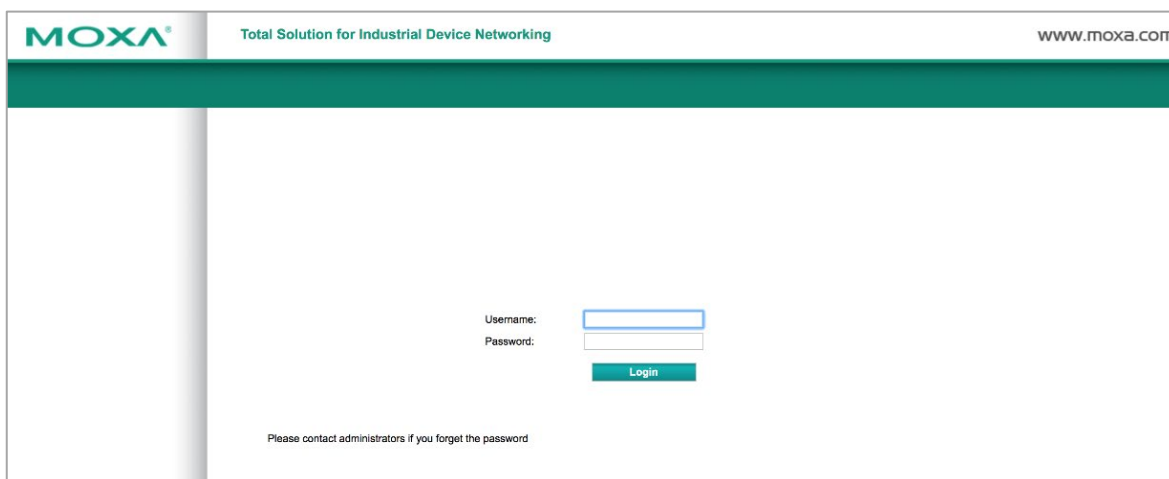 MOXA®
Total Solution for Industrial Device Networking
www.moxa.com
Username:
Password:
Login
Please contact administrators if you forget the password